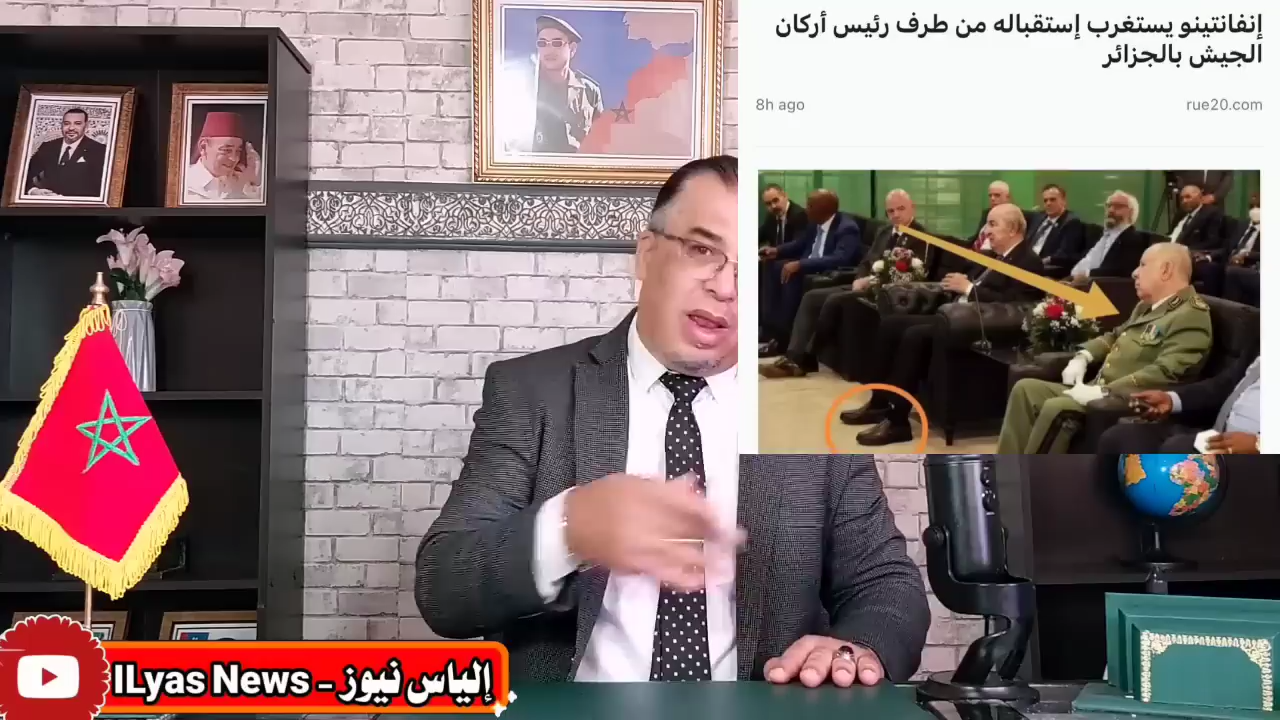 إنفانتينو يستغرب إستقباله من طرف رئيس أركان
الجيش بالجزائر
8h ago
rue20.com
ILyas News - إلياس نيوز